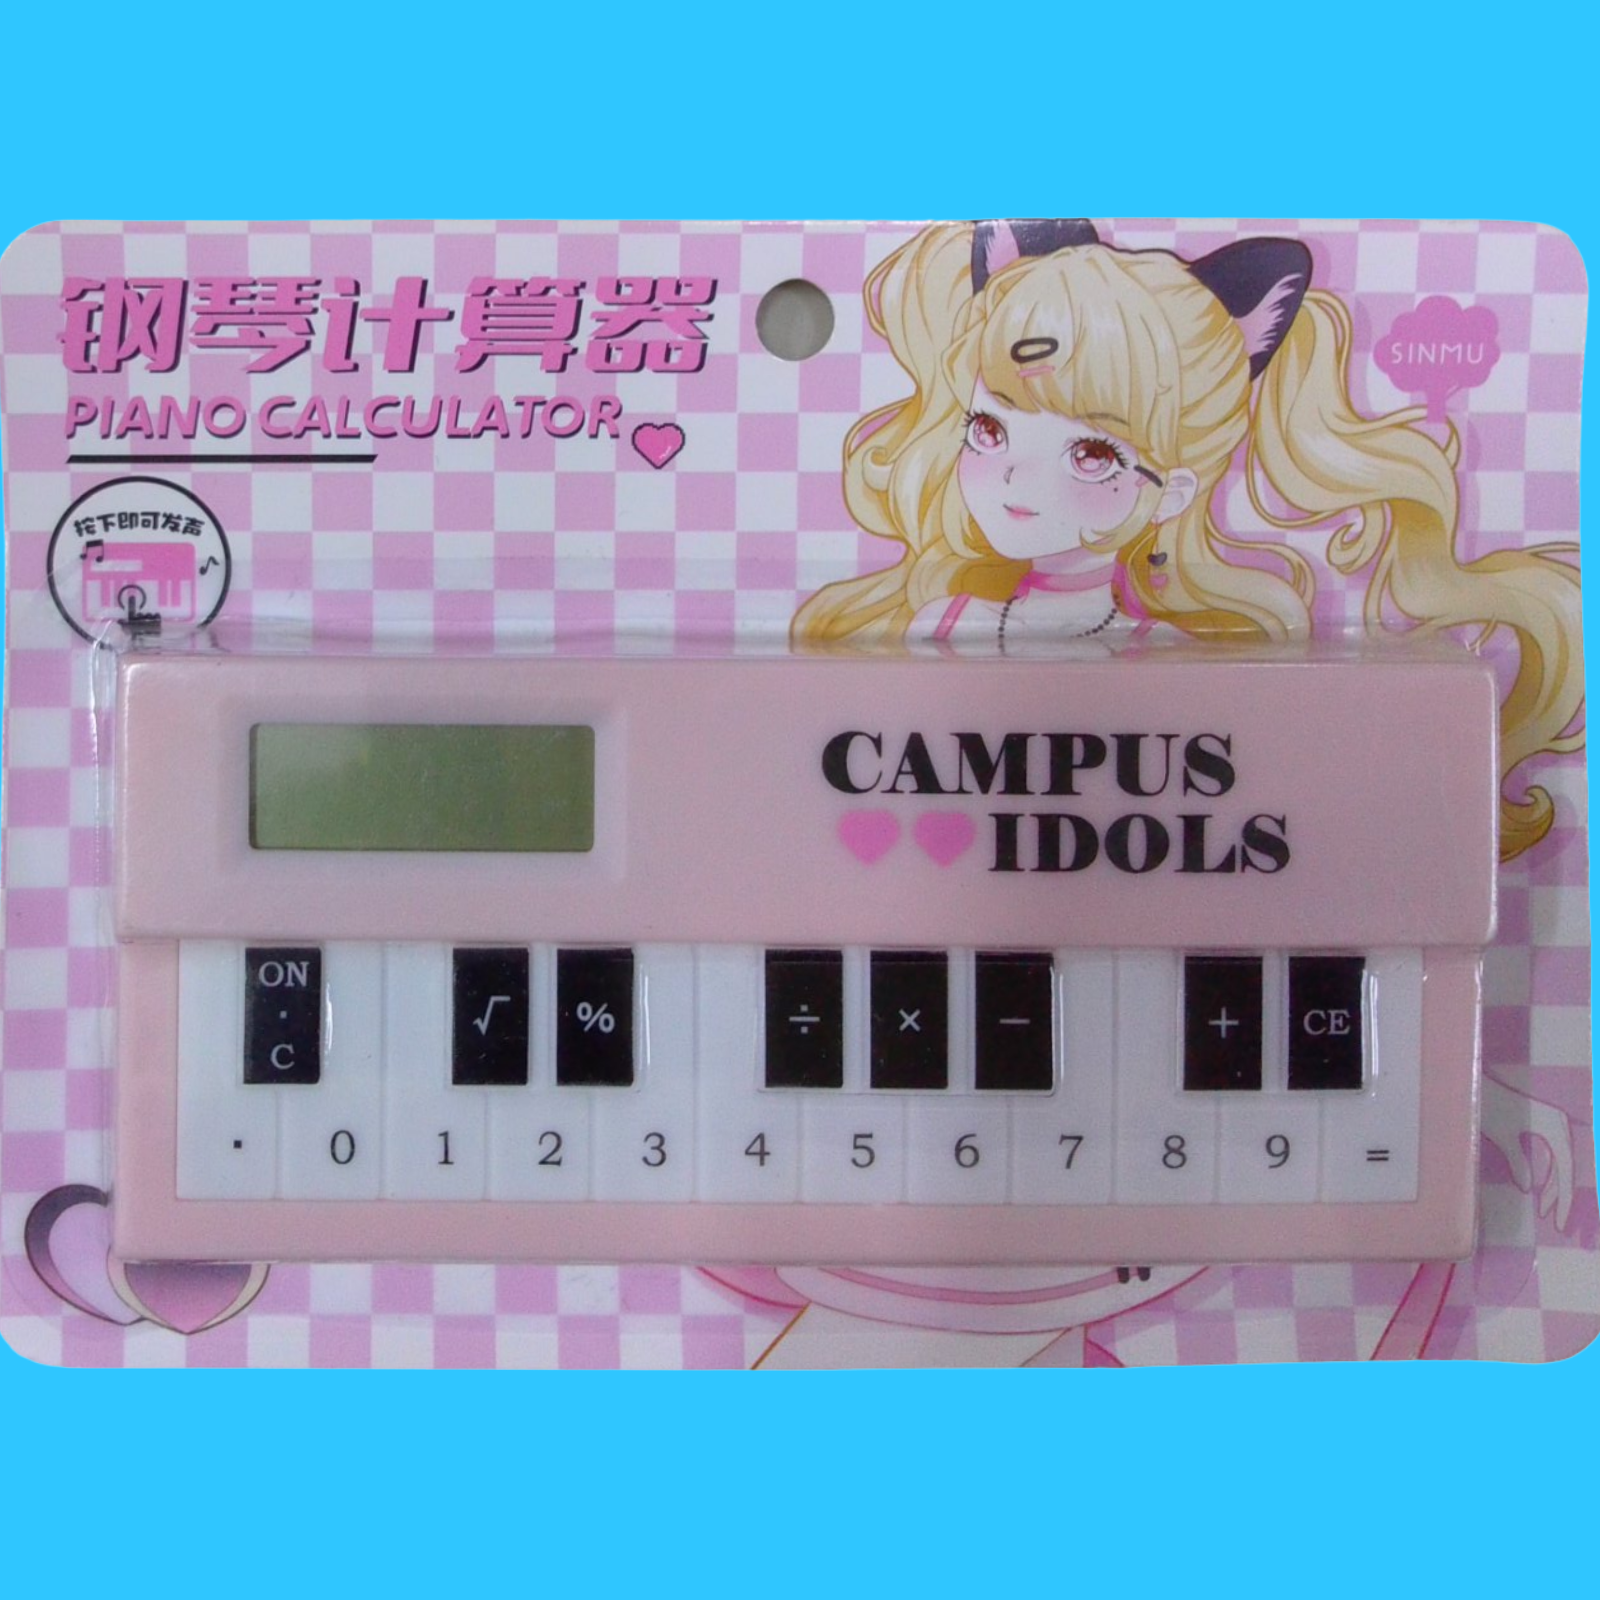 钢琴计算器
PIANO CALCULATOR
SINMU
按下即可发声
CAMPUS
IDOLS
ON
·
C
√
%
÷
×
−
+
CE
· 0 1 2 3 4 5 6 7 8 9 =